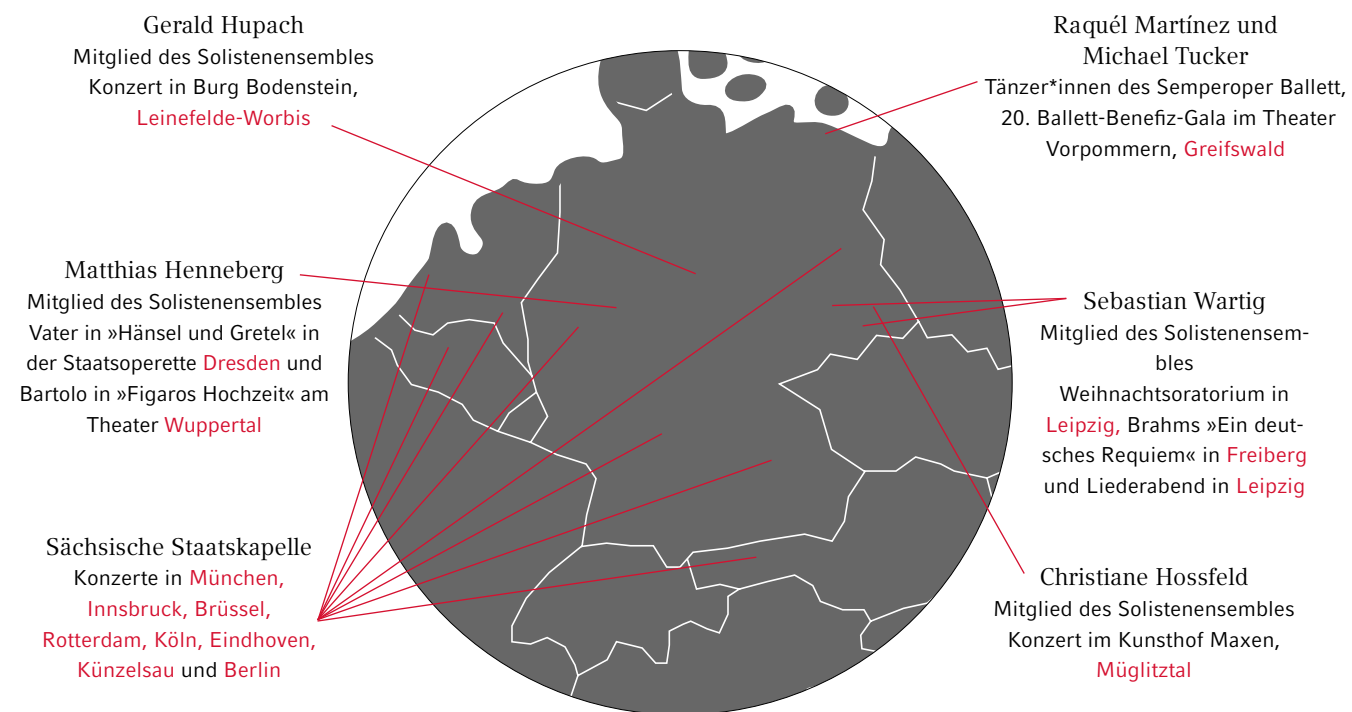 Gerald Hupach
Mitglied des Solistenensembles
Konzert in Burg Bodenstein,
Leinefelde-Worbis
Raquél Martínez und
Michael Tucker
Tänzer*innen des Semperoper Ballett,
20. Ballett-Benefiz-Gala im Theater
Vorpommern, Greifswald
Matthias Henneberg
Mitglied des Solistenensembles
Vater in »Hänsel und Gretel« in
der Staatsoperette Dresden und
Bartolo in »Figaros Hochzeit« am
Theater Wuppertal
Sebastian Wartig
Mitglied des Solistenensem-
bles
Weihnachtsoratorium in
Leipzig, Brahms »Ein deut-
sches Requiem« in Freiberg
und Liederabend in Leipzig
Sächsische Staatskapelle
Konzerte in München,
Innsbruck, Brüssel,
Rotterdam, Köln, Eindhoven,
Künzelsau und Berlin
Christiane Hossfeld
Mitglied des Solistenensembles
Konzert im Kunsthof Maxen,
Müglitztal